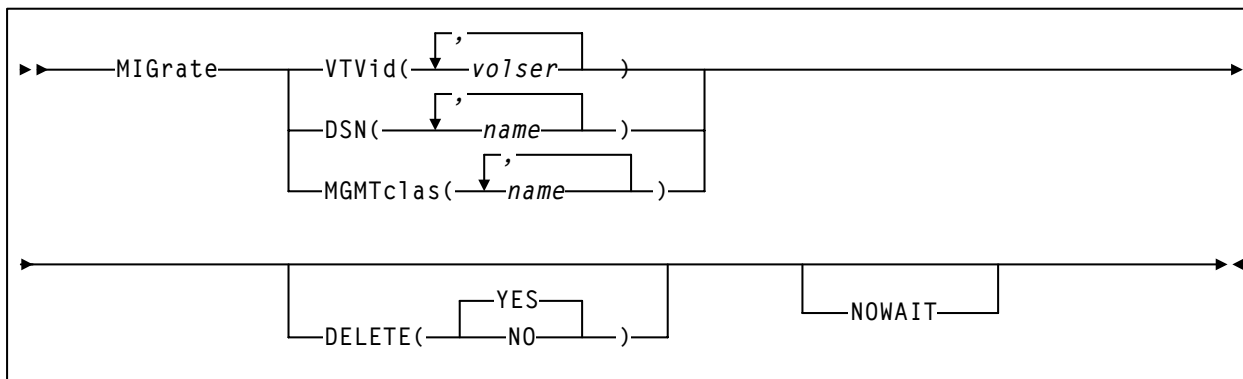 ,
MIGrate VTVid( volser )
,
DSN( name )
,
MGMTclas( name )
YES
DELETE( NO ) NOWAIT